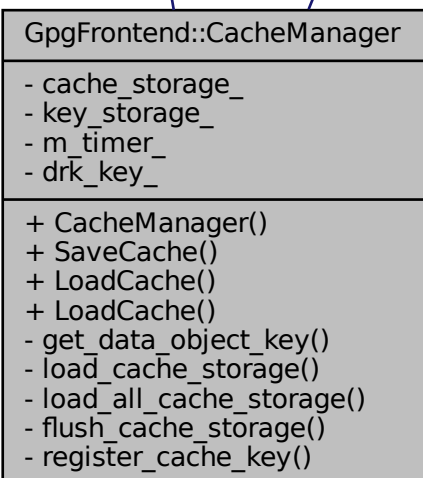 GpgFrontend::CacheManager
- cache_storage_
- key_storage_
- m_timer_
- drk_key_
+ CacheManager()
+ SaveCache()
+ LoadCache()
+ LoadCache()
- get_data_object_key()
- load_cache_storage()
- load_all_cache_storage()
- flush_cache_storage()
- register_cache_key()